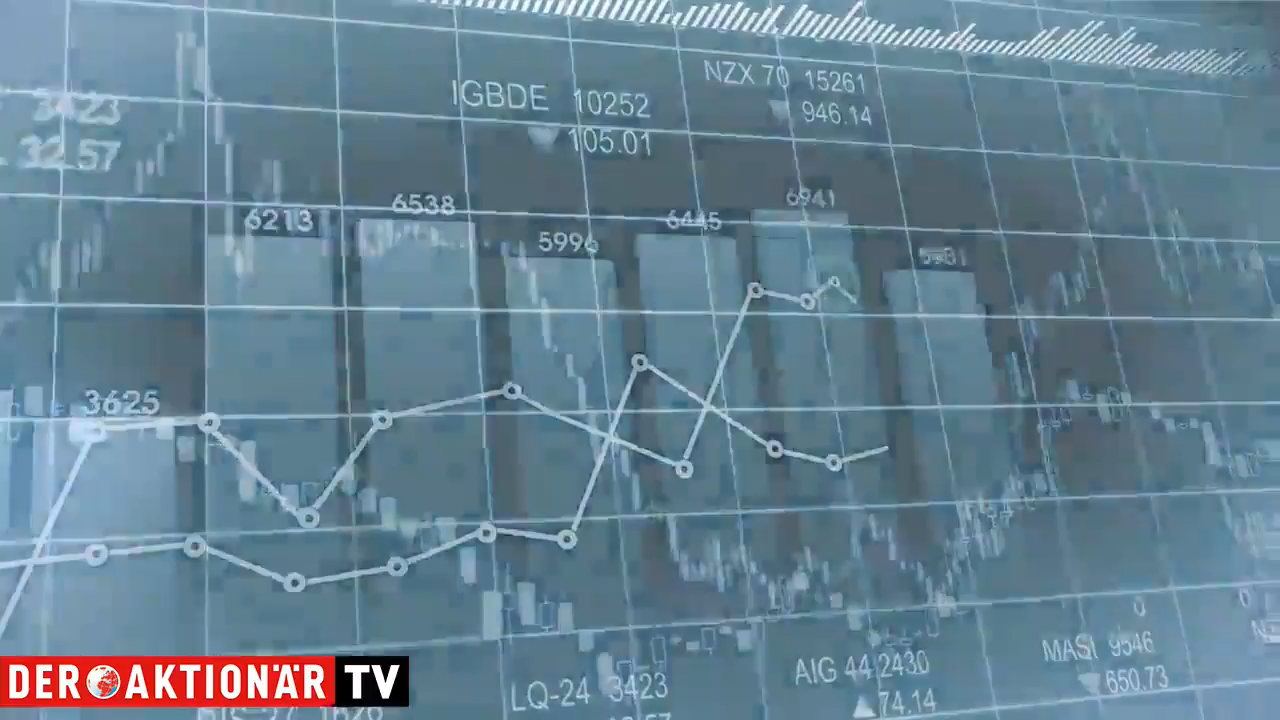 NZX 70 15261
946.14
IGBDE 10252
105.01
3423
32.57
6213
6538
5996
6445
6941
3625
AIG 44 2430
74.14
MASI 9546
650.73
LQ-24 3423
DER AKTIONÄR TV